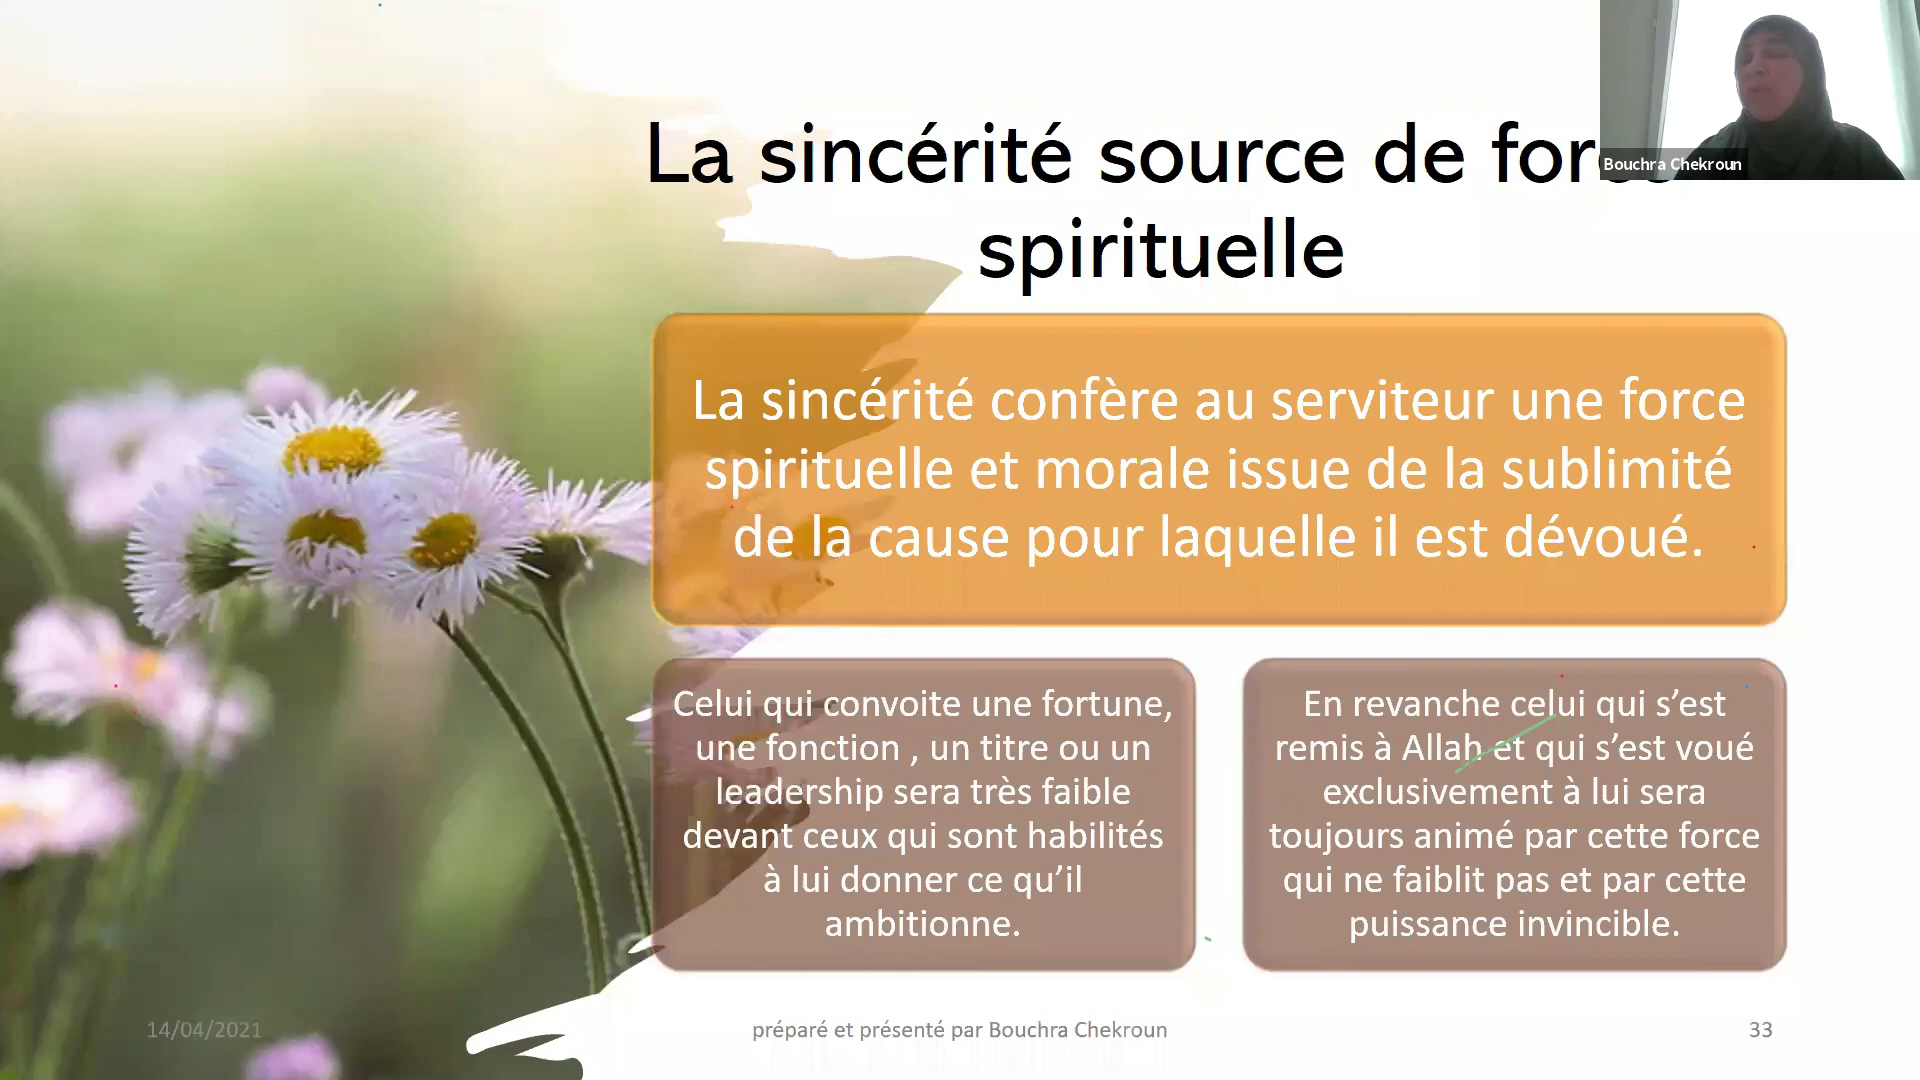 La sincérité source de for
spirituelle
Bouchra Chekroun
La sincérité confère au serviteur une force
spirituelle et morale issue de la sublimité
de la cause pour laquelle il est dévoué.
Celui qui convoite une fortune,
une fonction , un titre ou un
leadership sera très faible
devant ceux qui sont habilités
à lui donner ce qu’il
ambitionne.
En revanche celui qui s’est
remis à Allah et qui s’est voué
exclusivement à lui sera
toujours animé par cette force
qui ne faiblit pas et par cette
puissance invincible.
14/04/2021
préparé et présenté par Bouchra Chekroun
33